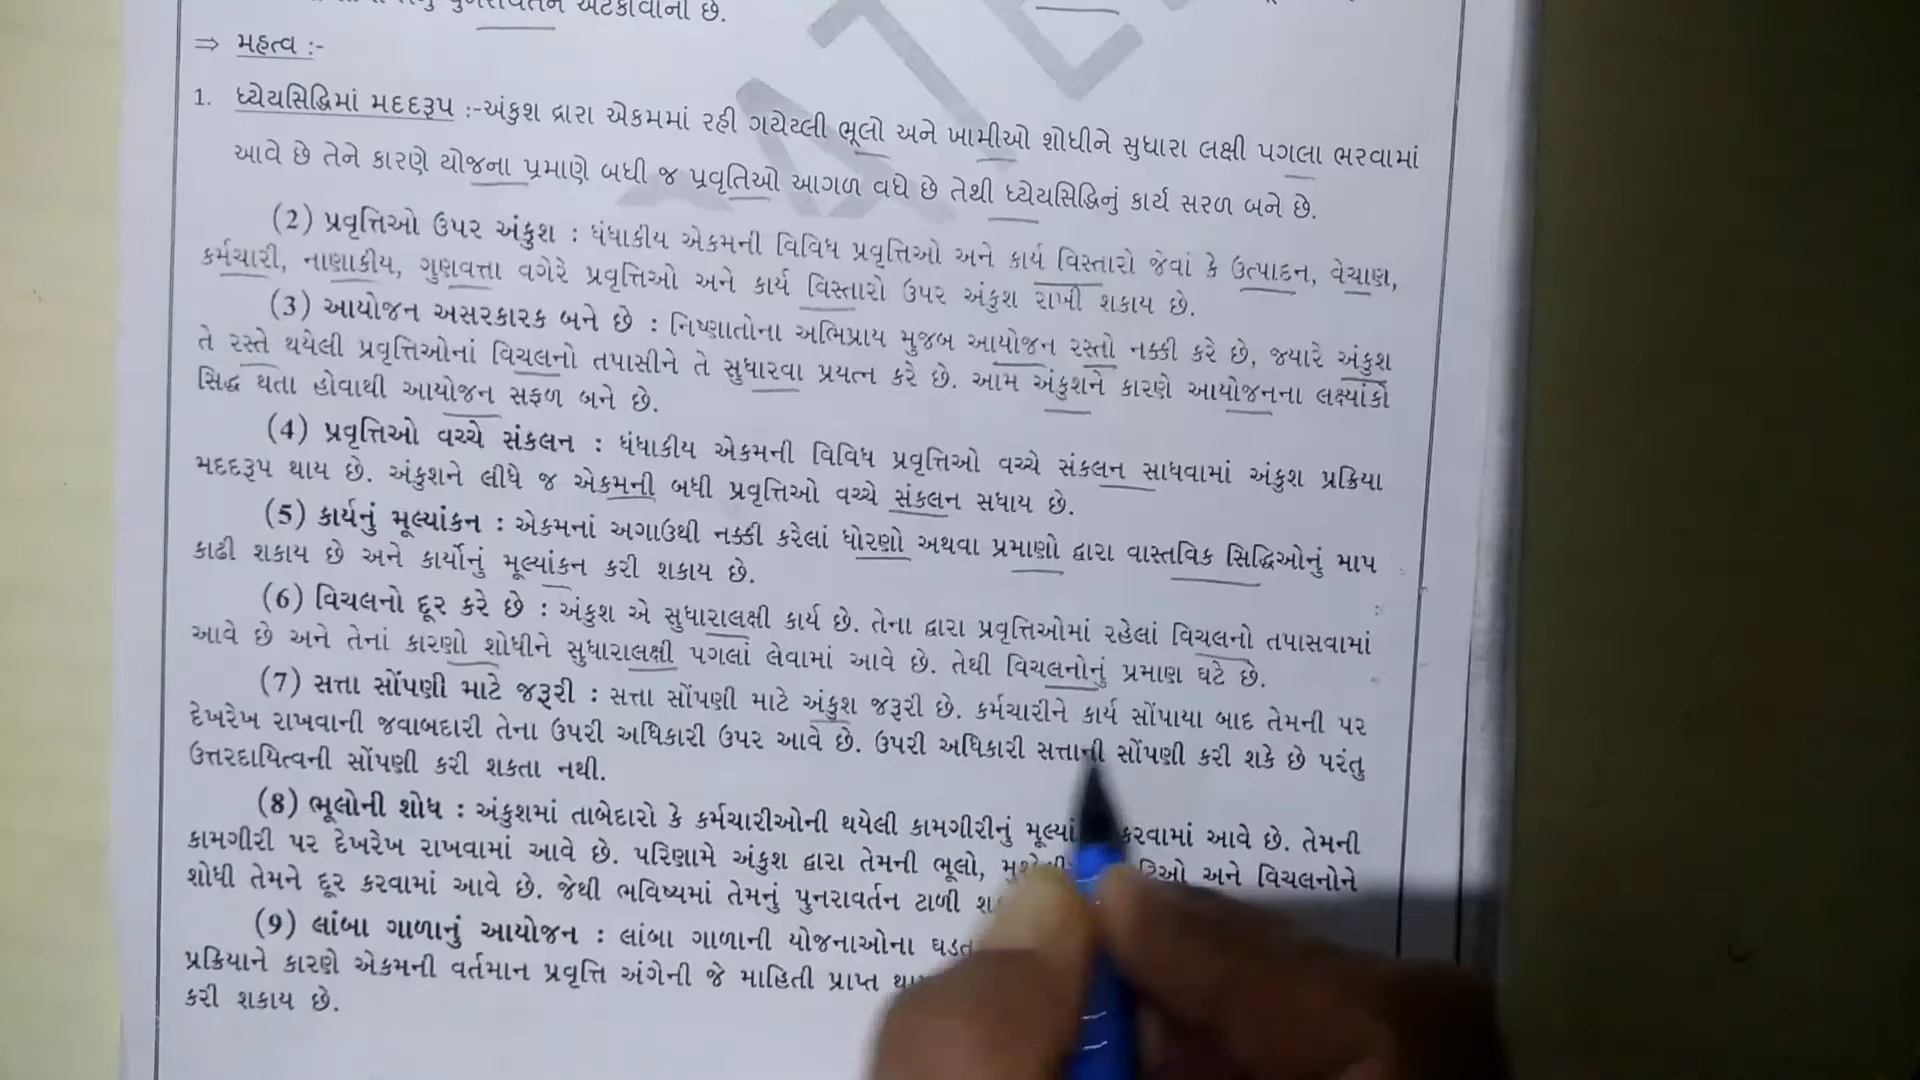 પુનરાવર્તન અટકાવવાનો છે.
⇒ મહત્વ :-
1. ધ્યેયસિદ્ધિમાં મદદરૂપ :-અંકુશ દ્રારા એકમમાં રહી ગયેલ્લી ભૂલો અને ખામીઓ શોધીને સુધારા લક્ષી પગલા ભરવામાં
આવે છે તેને કારણે યોજના પ્રમાણે બધી જ પ્રવૃતિઓ આગળ વધે છે તેથી ધ્યેયસિદ્ધિનું કાર્ય સરળ બને છે.
(2) પ્રવૃત્તિઓ ઉપર અંકુશ : ધંધાકીય એકમની વિવિધ પ્રવૃત્તિઓ અને કાર્ય વિસ્તારો જેવાં કે ઉત્પાદન, વેચાણ,
કર્મચારી, નાણાકીય, ગુણવત્તા વગેરે પ્રવૃત્તિઓ અને કાર્ય વિસ્તારો ઉપર અંકુશ રાખી શકાય છે.
(3) આયોજન અસરકારક બને છે : નિષ્ણાતોના અભિપ્રાય મુજબ આયોજન રસ્તો નક્કી કરે છે, જ્યારે અંકુશ
તે રસ્તે થયેલી પ્રવૃત્તિઓનાં વિચલનો તપાસીને તે સુધારવા પ્રયત્ન કરે છે. આમ અંકુશને કારણે આયોજનના લક્ષ્યાંકો
સિદ્ધ થતા હોવાથી આયોજન સફળ બને છે.
(4) પ્રવૃત્તિઓ વચ્ચે સંકલન : ધંધાકીય એકમની વિવિધ પ્રવૃત્તિઓ વચ્ચે સંકલન સાધવામાં અંકુશ પ્રક્રિયા
મદદરૂપ થાય છે. અંકુશને લીધે જ એકમની બધી પ્રવૃત્તિઓ વચ્ચે સંકલન સધાય છે.
(5) કાર્યનું મૂલ્યાંકન : એકમનાં અગાઉથી નક્કી કરેલાં ધોરણો અથવા પ્રમાણો દ્વારા વાસ્તવિક સિદ્ધિઓનું માપ
કાઢી શકાય છે અને કાર્યોનું મૂલ્યાંકન કરી શકાય છે.
(6) વિચલનો દૂર કરે છે : અંકુશ એ સુધારાલક્ષી કાર્ય છે. તેના દ્વારા પ્રવૃત્તિઓમાં રહેલાં વિચલનો તપાસવામાં
આવે છે અને તેનાં કારણો શોધીને સુધારાલક્ષી પગલાં લેવામાં આવે છે. તેથી વિચલનોનું પ્રમાણ ઘટે છે.
(7) સત્તા સોંપણી માટે જરૂરી : સત્તા સોંપણી માટે અંકુશ જરૂરી છે. કર્મચારીને કાર્ય સોંપાયા બાદ તેમની પર
દેખરેખ રાખવાની જવાબદારી તેના ઉપરી અધિકારી ઉપર આવે છે. ઉપરી અધિકારી સત્તાની સોંપણી કરી શકે છે પરંતુ
ઉત્તરદાયિત્વની સોંપણી કરી શકતા નથી.
(8) ભૂલોની શોધ : અંકુશમાં તાબેદારો કે કર્મચારીઓની થયેલી કામગીરીનું કરવામાં આવે છે. તેમની
કામગીરી પર દેખરેખ રાખવામાં આવે છે. પરિણામે અંકુશ દ્વારા તેમની ભૂલો, અને વિચલનોને
શોધી તેમને દૂર કરવામાં આવે છે. જેથી ભવિષ્યમાં તેમનું પુનરાવર્તન ટાળી
(9) લાંબા ગાળાનું આયોજન : લાંબા ગાળાની યોજનાઓના
પ્રક્રિયાને કારણે એકમની વર્તમાન પ્રવૃત્તિ અંગેની જે માહિતી પ્રાપ્ત
કરી શકાય છે.